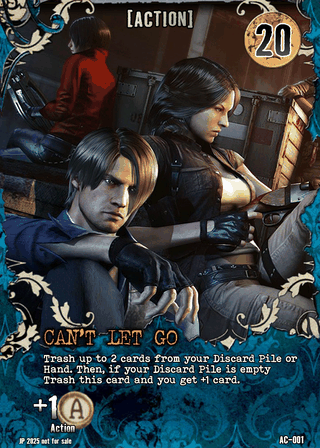 [ACTION]
20
CAN'T LET GO
Trash up to 2 cards from your Discard Pile or
Hand. Then, if your Discard Pile is empty
Trash this card and you get +1 card.
+1 A
Action
JP 2025 not for sale
AC-001